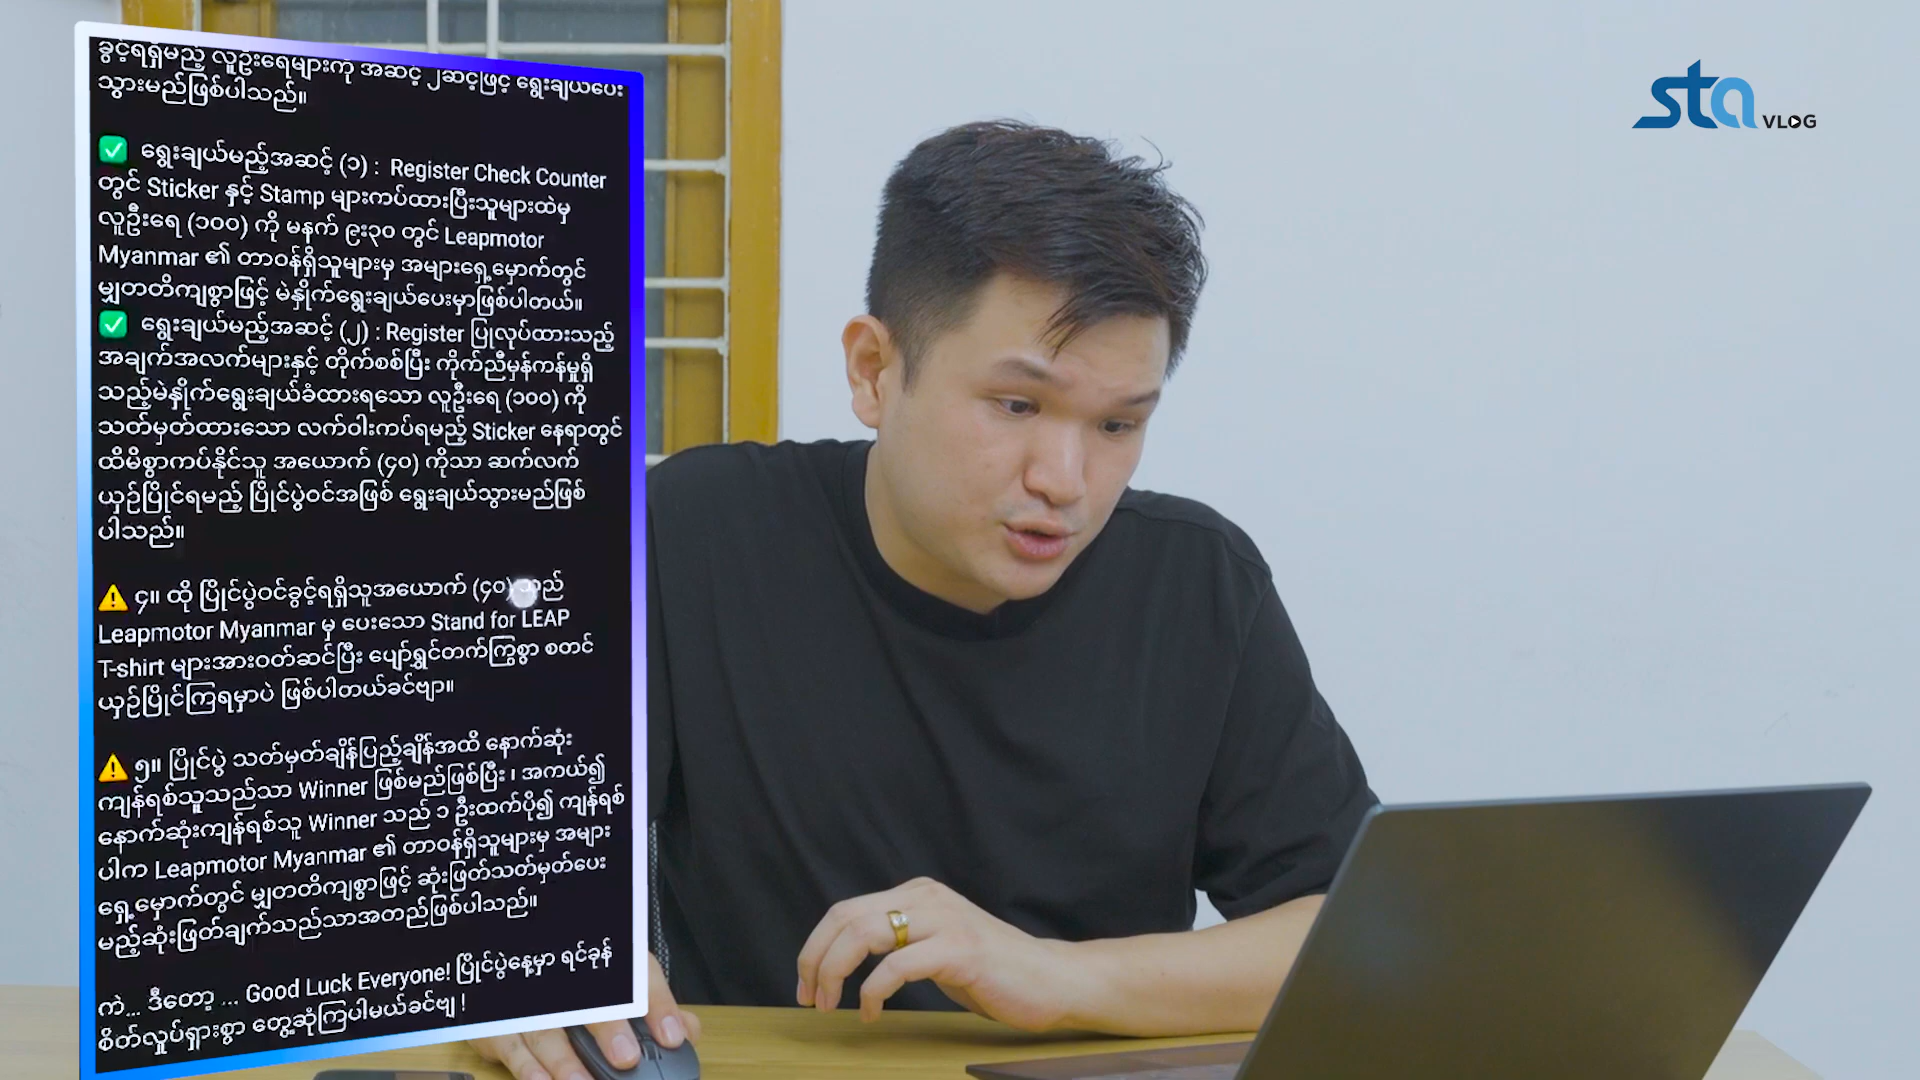 ခွင့်ရရှိမည့် လူဦးရေများကို အဆင့် ၂ဆင့်ဖြင့် ရွေးချယ်ပေး
သွားမည်ဖြစ်ပါသည်။
✅ ရွေးချယ်မည့်အဆင့် (၁) : Register Check Counter
တွင် Sticker နှင့် Stamp များကပ်ထားပြီးသူများထဲမှ
လူဦးရေ (၁၀၀) ကို မနက် ၉း၃၀ တွင် Leapmotor
Myanmar ၏ တာဝန်ရှိသူများမှ အများရှေ့မှောက်တွင်
မျှတတိကျစွာဖြင့် မဲနှိုက်ရွေးချယ်ပေးမှာဖြစ်ပါတယ်။
✅ ရွေးချယ်မည့်အဆင့် (၂) : Register ပြုလုပ်ထားသည့်
အချက်အလက်များနှင့် တိုက်စစ်ပြီး ကိုက်ညီမှန်ကန်မှုရှိ
သည့်မဲနှိုက်ရွေးချယ်ခံထားရသော လူဦးရေ (၁၀၀) ကို
သတ်မှတ်ထားသော လက်ဝါးကပ်ရမည့် Sticker နေရာတွင်
ထိမိစွာကပ်နိုင်သူ အယောက် (၄၀) ကိုသာ ဆက်လက်
ယှဉ်ပြိုင်ရမည့် ပြိုင်ပွဲဝင်အဖြစ် ရွေးချယ်သွားမည်ဖြစ်
ပါသည်။
⚠️ ၄။ ထို ပြိုင်ပွဲဝင်ခွင့်ရရှိသူအယောက် (၄၀) သည်
Leapmotor Myanmar မှ ပေးသော Stand for LEAP
T-shirt များအားဝတ်ဆင်ပြီး ပျော်ရွှင်တက်ကြွစွာ စတင်
ယှဉ်ပြိုင်ကြရမှာပဲ ဖြစ်ပါတယ်ခင်ဗျာ။
⚠️ ၅။ ပြိုင်ပွဲ သတ်မှတ်ချိန်ပြည့်ချိန်အထိ နောက်ဆုံး
ကျန်ရစ်သူသည်သာ Winner ဖြစ်မည်ဖြစ်ပြီး ၊ အကယ်၍
နောက်ဆုံးကျန်ရစ်သူ Winner သည် ၁ ဦးထက်ပို၍ ကျန်ရစ်
ပါက Leapmotor Myanmar ၏ တာဝန်ရှိသူများမှ အများ
ရှေ့မှောက်တွင် မျှတတိကျစွာဖြင့် ဆုံးဖြတ်သတ်မှတ်ပေး
မည့်ဆုံးဖြတ်ချက်သည်သာအတည်ဖြစ်ပါသည်။
ကဲ... ဒီတော့ ... Good Luck Everyone! ပြိုင်ပွဲနေ့မှာ ရင်ခုန်
စိတ်လှုပ်ရှားစွာ တွေ့ဆုံကြပါမယ်ခင်ဗျ !
sta VLOG